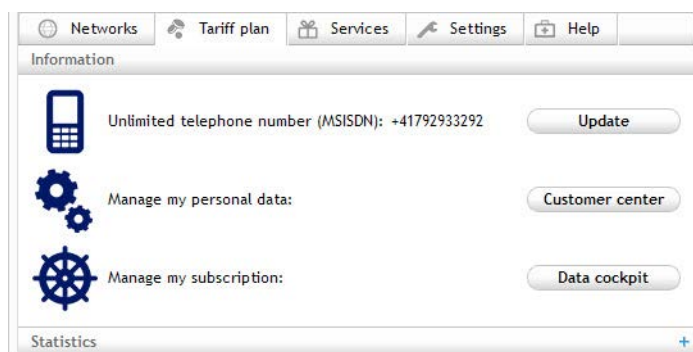 Networks Tariff plan Services Settings Help
Information
Unlimited telephone number (MSISDN): +41792933292 Update
Manage my personal data: Customer center
Manage my subscription: Data cockpit
Statistics +